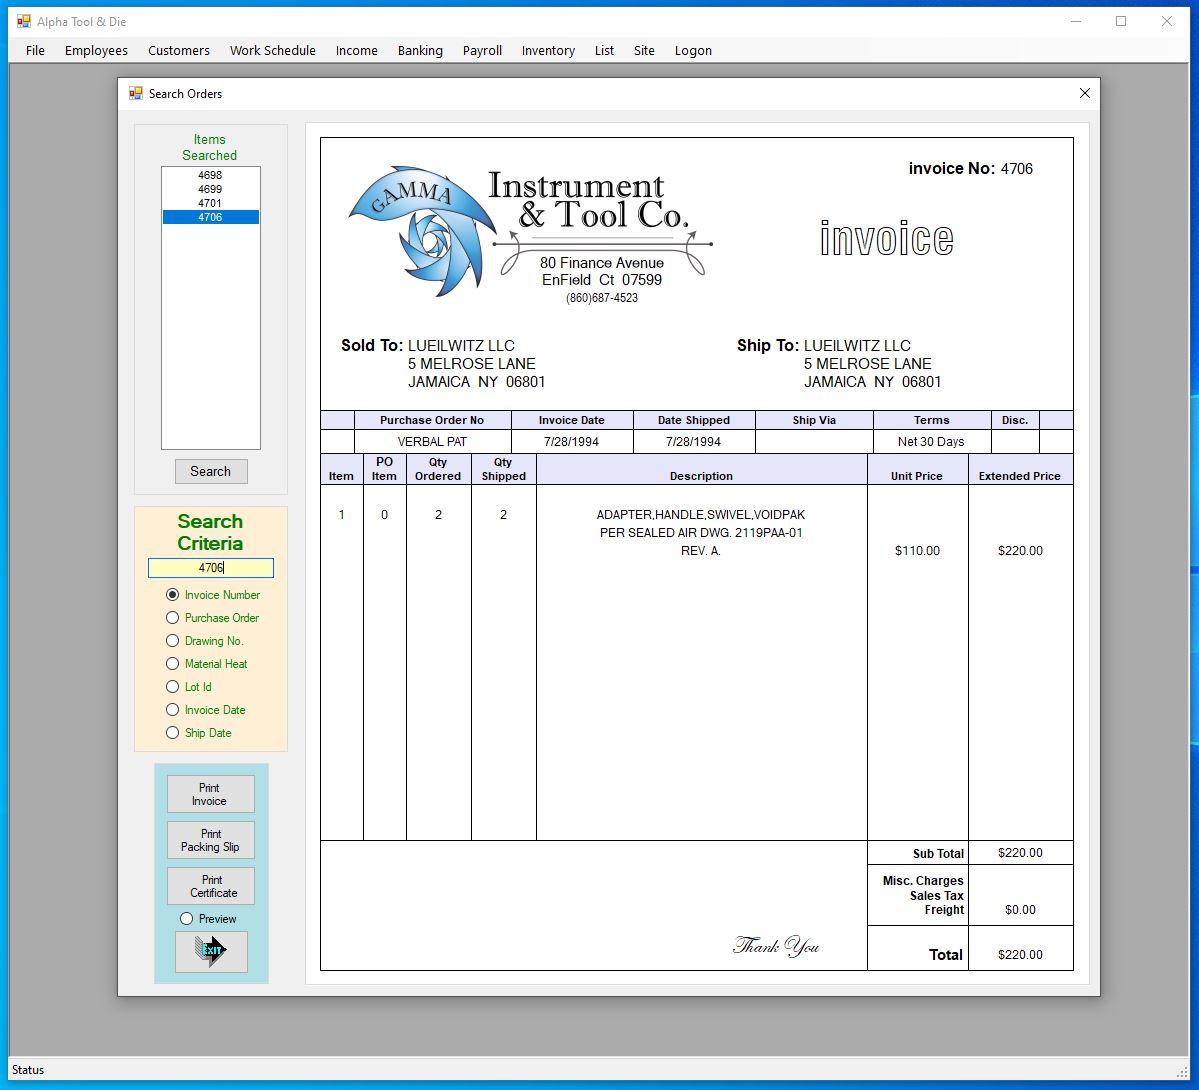 Alpha Tool & Die
File Employees Customers Work Schedule Income Banking Payroll Inventory List Site Logon
Search Orders
Items
Searched
4698
4699
4701
4706
Search
Search
Criteria
4706
Invoice Number
Purchase Order
Drawing No.
Material Heat
Lot Id
Invoice Date
Ship Date
Print
Invoice
Print
Packing Slip
Print
Certificate
Preview
EXIT
invoice No: 4706
GAMMA
Instrument
& Tool Co.
80 Finance Avenue
EnField Ct 07599
(860)687-4523
invoice
Sold To: LUEILWITZ LLC
5 MELROSE LANE
JAMAICA NY 06801
Ship To: LUEILWITZ LLC
5 MELROSE LANE
JAMAICA NY 06801
Purchase Order No Invoice Date Date Shipped Ship Via Terms Disc.
VERBAL PAT 7/28/1994 7/28/1994 Net 30 Days
Item PO Item Qty Ordered Qty Shipped Description Unit Price Extended Price
1 0 2 2 ADAPTER,HANDLE,SWIVEL,VOIDPAK
PER SEALED AIR DWG. 2119PAA-01
REV. A. $110.00 $220.00
Sub Total $220.00
Misc. Charges
Sales Tax
Freight $0.00
Thank You
Total $220.00
Status